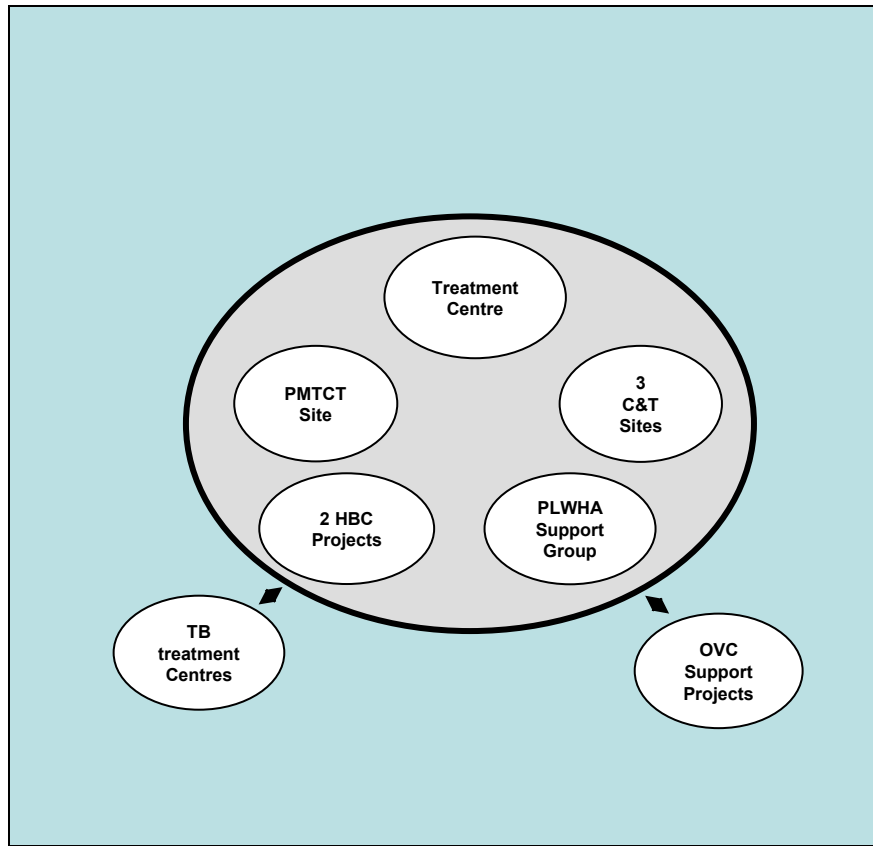 Treatment
Centre
PMTCT
Site
3
C&T
Sites
2 HBC
Projects
PLWHA
Support
Group
TB
treatment
Centres
OVC
Support
Projects